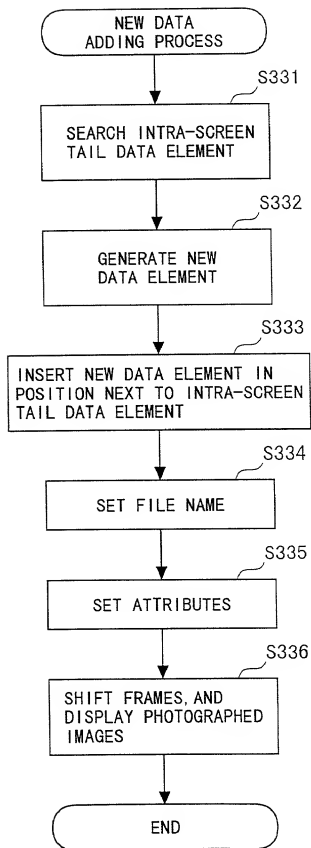 NEW DATA
ADDING PROCESS
S331
SEARCH INTRA-SCREEN
TAIL DATA ELEMENT
S332
GENERATE NEW
DATA ELEMENT
S333
INSERT NEW DATA ELEMENT IN
POSITION NEXT TO INTRA-SCREEN
TAIL DATA ELEMENT
S334
SET FILE NAME
S335
SET ATTRIBUTES
S336
SHIFT FRAMES, AND
DISPLAY PHOTOGRAPHED
IMAGES
END